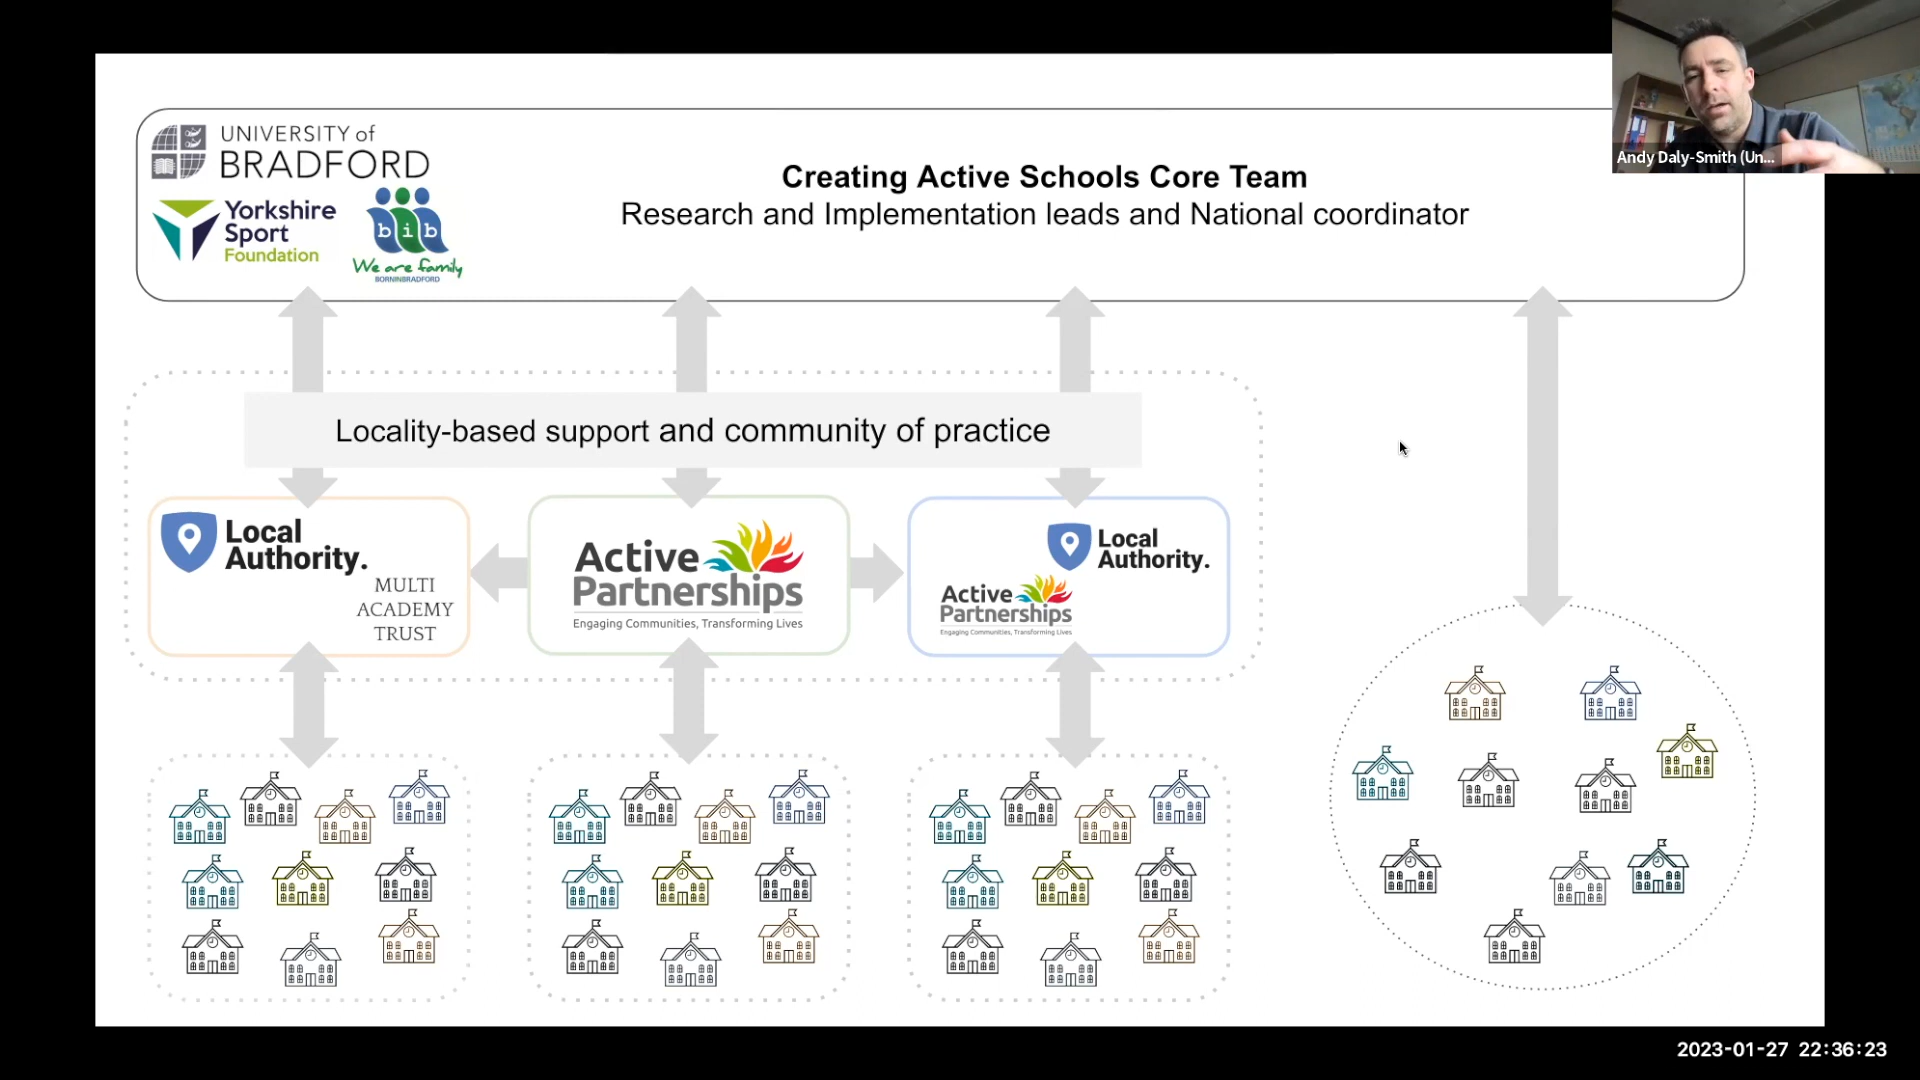 UNIVERSITY of
BRADFORD
Yorkshire
Sport
Foundation
bib
We are family
BORNINBRADFORD
Creating Active Schools Core Team
Research and Implementation leads and National coordinator
Andy Daly-Smith (Un...
Locality-based support and community of practice
Local
Authority.
MULTI
ACADEMY
TRUST
Active
Partnerships
Engaging Communities, Transforming Lives
Local
Authority.
Active
Partnerships
Engaging Communities, Transforming Lives
2023-01-27 22:36:23